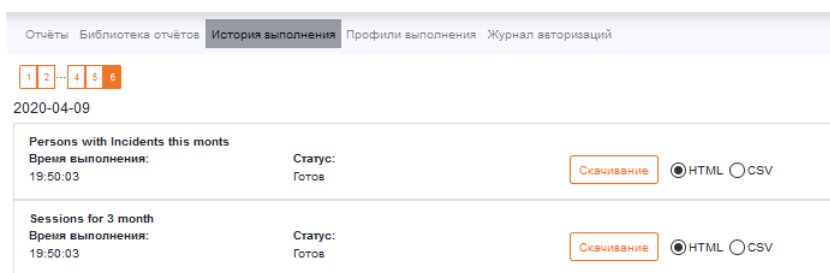 Отчёты Библиотека отчётов История выполнения Профили выполнения Журнал авторизаций
1 2 ... 4 5 6
2020-04-09
Persons with Incidents this monts
Время выполнения: Статус:
19:50:03 Готов Скачивание HTML CSV
Sessions for 3 month
Время выполнения: Статус:
19:50:03 Готов Скачивание HTML CSV